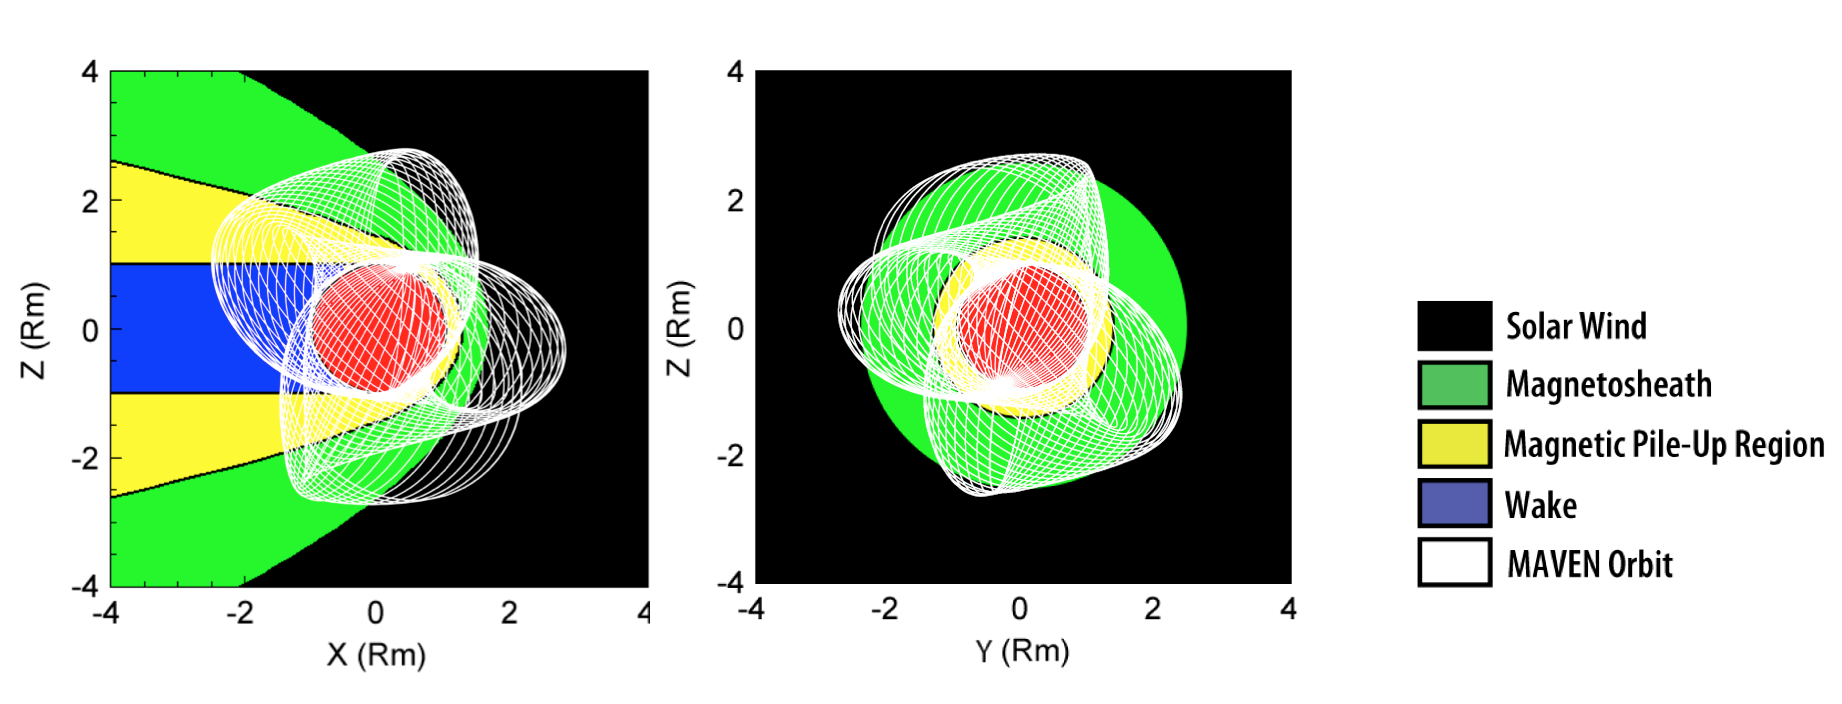 4
2
0
-2
-4
Z (Rm)
-4
-2
0
2
4
X (Rm)
4
2
0
-2
-4
Z (Rm)
-4
-2
0
2
4
Y (Rm)
Solar Wind
Magnetosheath
Magnetic Pile-Up Region
Wake
MAVEN Orbit